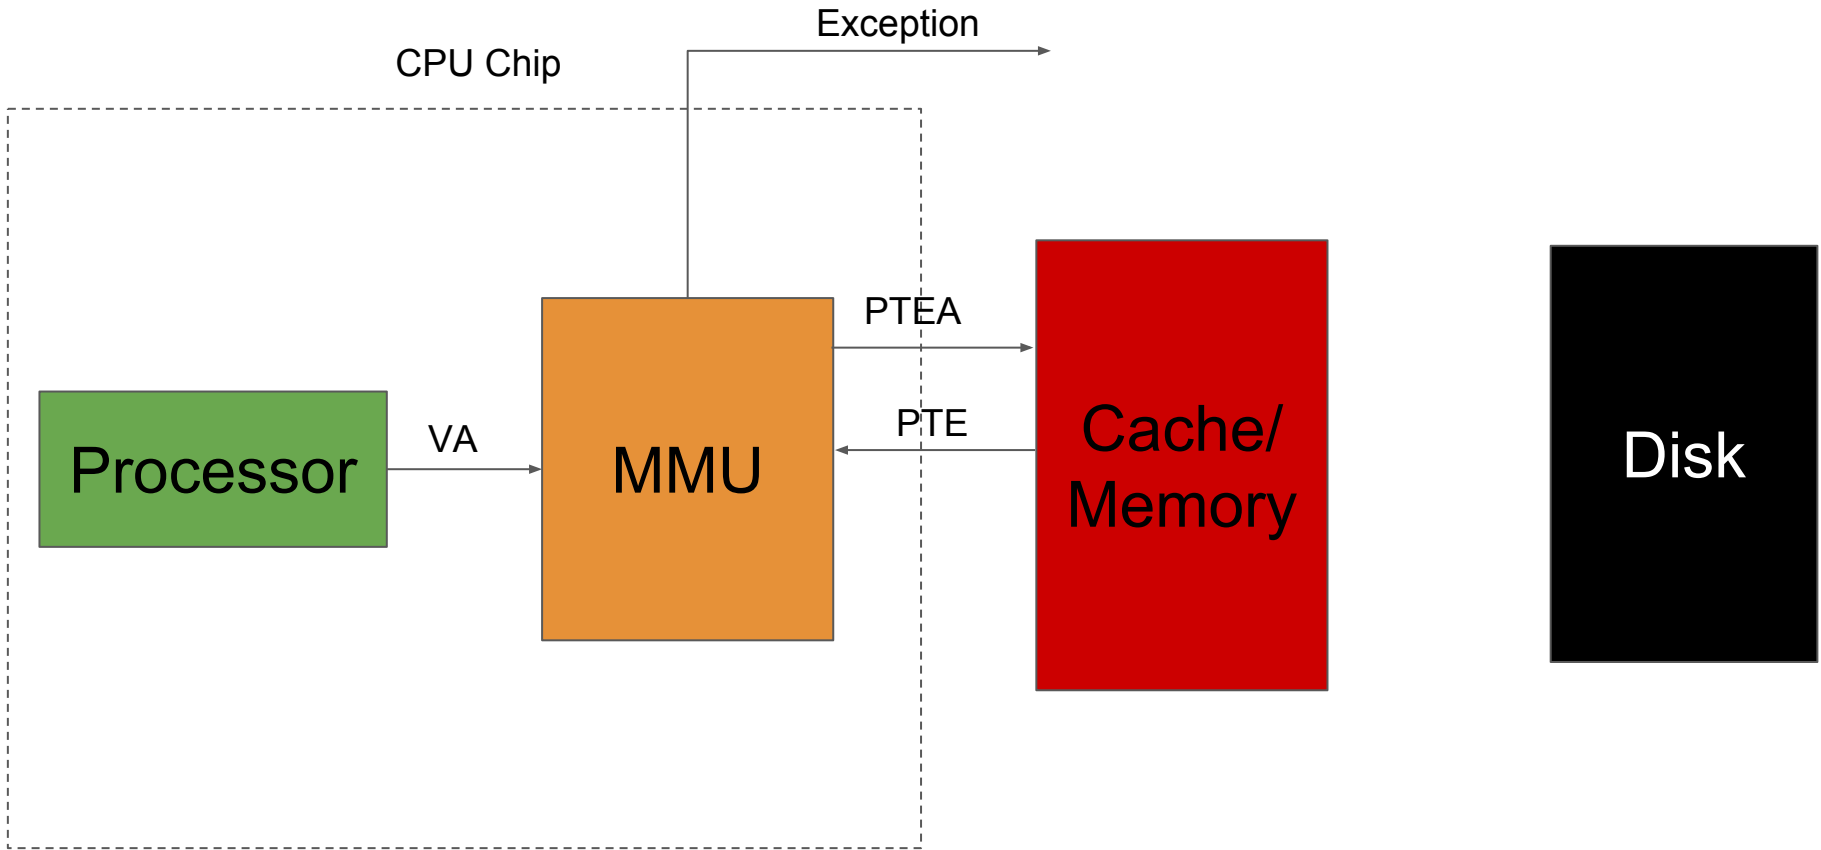 Exception
CPU Chip
PTEA
PTE
VA
Processor
MMU
Cache/
Memory
Disk